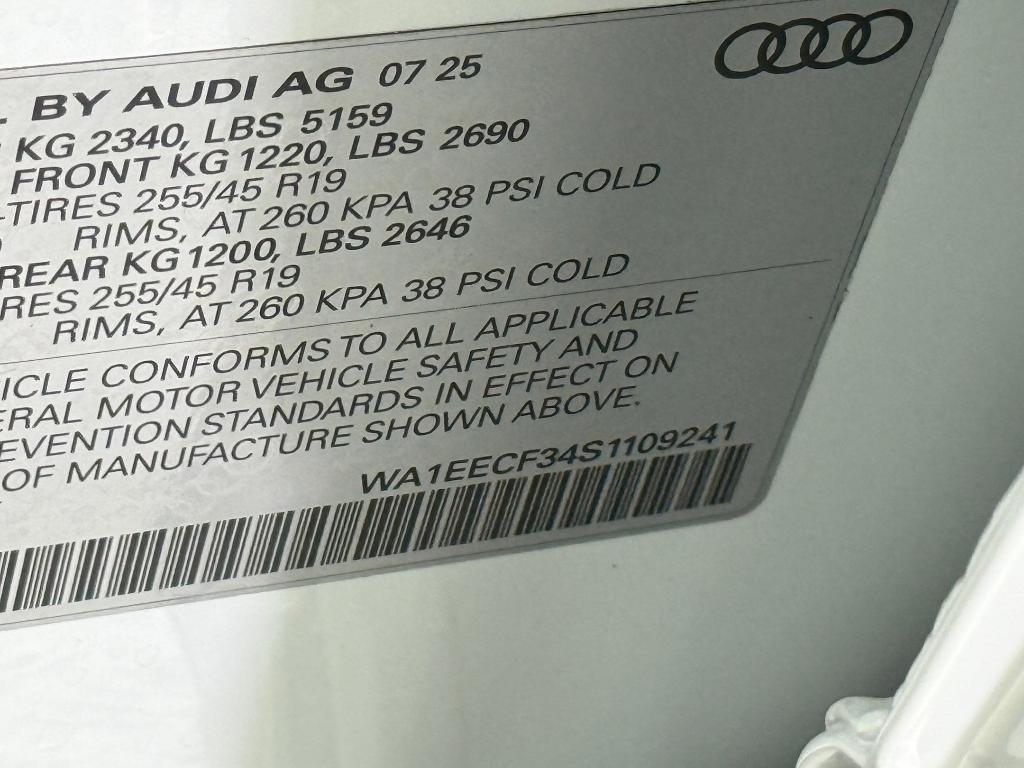 BY AUDI AG 07 25
KG 2340, LBS 5159
FRONT KG 1220, LBS 2690
-TIRES 255/45 R19
RIMS, AT 260 KPA 38 PSI COLD
REAR KG 1200, LBS 2646
RES 255/45 R19
RIMS, AT 260 KPA 38 PSI COLD
ICLE CONFORMS TO ALL APPLICABLE
ERAL MOTOR VEHICLE SAFETY AND
EVENTION STANDARDS IN EFFECT ON
OF MANUFACTURE SHOWN ABOVE.
WA1EECF34S1109241